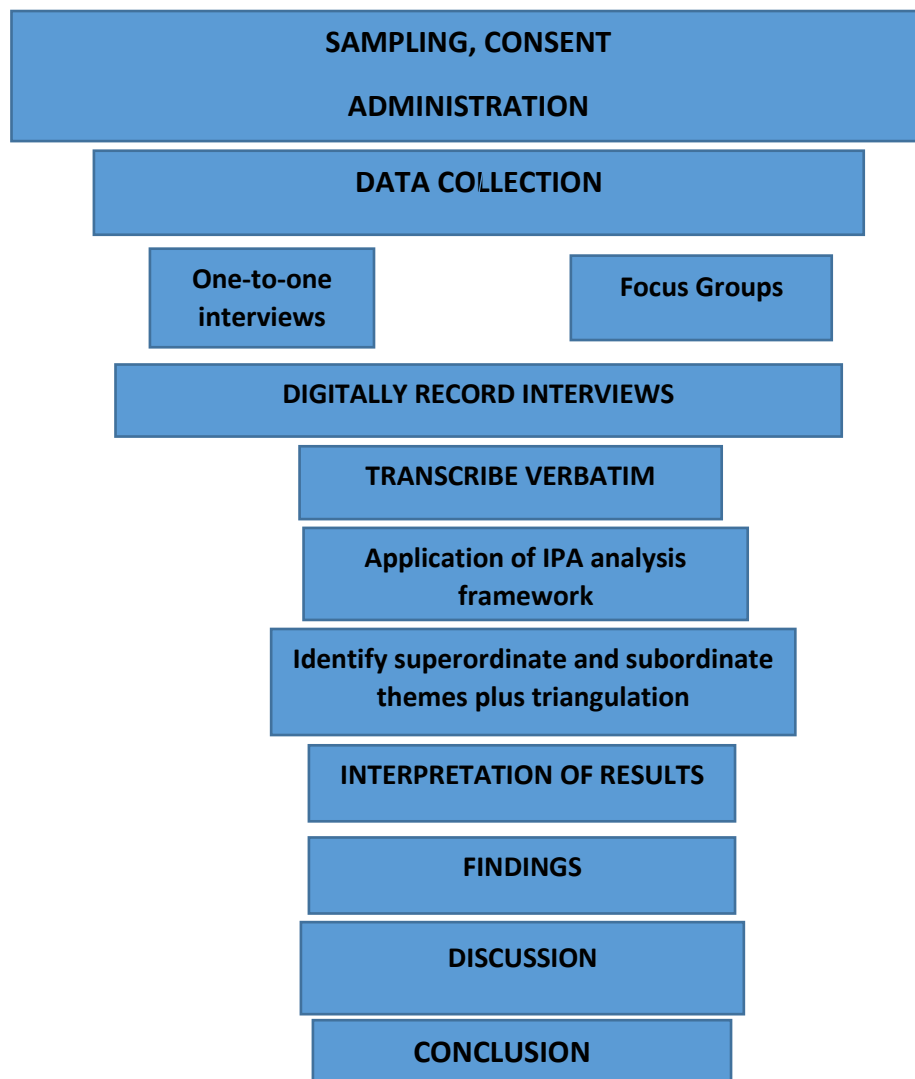 SAMPLING, CONSENT
ADMINISTRATION
DATA COLLECTION
One-to-one
interviews
Focus Groups
DIGITALLY RECORD INTERVIEWS
TRANSCRIBE VERBATIM
Application of IPA analysis
framework
Identify superordinate and subordinate
themes plus triangulation
INTERPRETATION OF RESULTS
FINDINGS
DISCUSSION
CONCLUSION